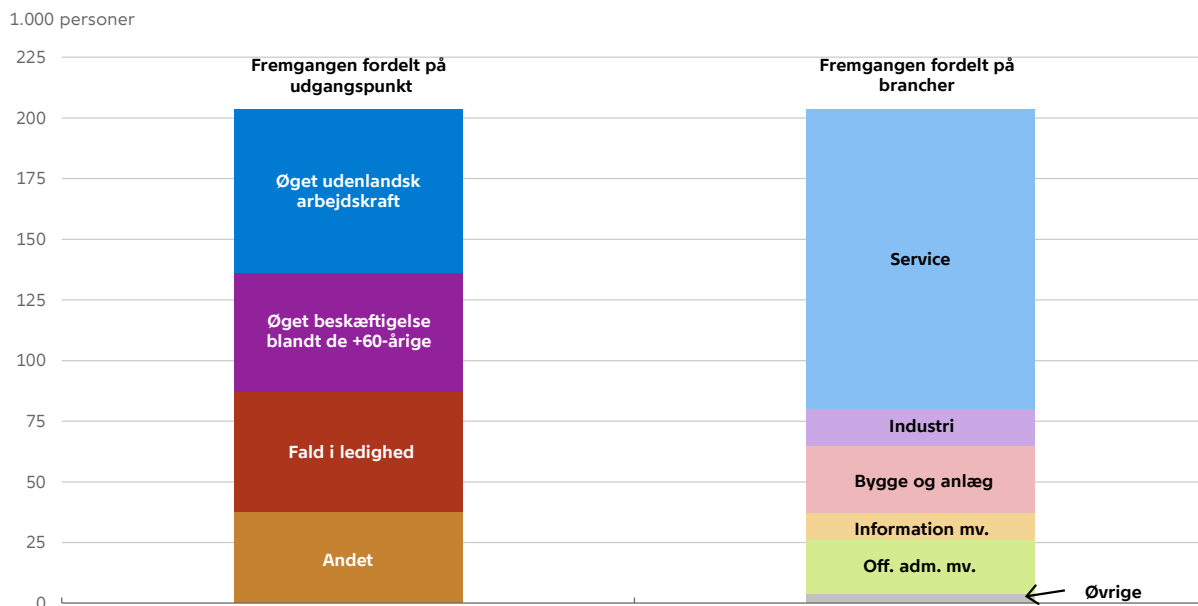 1.000 personer
225
200
175
150
125
100
75
50
25
0
Fremgangen fordelt på
udgangspunkt
Øget udenlandsk
arbejdskraft
Øget beskæftigelse
blandt de +60-årige
Fald i ledighed
Andet
Fremgangen fordelt på
brancher
Service
Industri
Bygge og anlæg
Information mv.
Off. adm. mv.
Øvrige